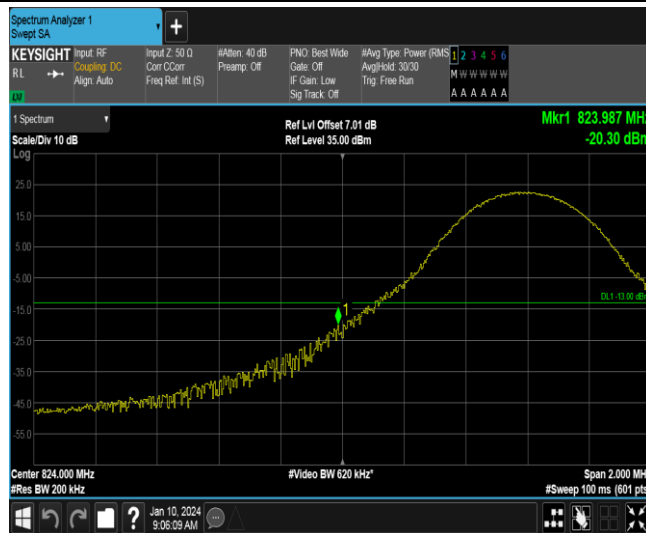 Spectrum Analyzer 1
Swept SA
KEYSIGHT
RL
Input: RF
Coupling: DC
Align: Auto
Input Z: 50 Ω
Corr CCorr
Freq Ref: Int (S)
#Atten: 40 dB
Preamp: Off
PNO: Best Wide
Gate: Off
IF Gain: Low
Sig Track: Off
#Avg Type: Power (RMS
Avg|Hold: 30/30
Trig: Free Run
1 2 3 4 5 6
M W W W W W
A A A A A A
1 Spectrum
Scale/Div 10 dB
Log
Ref Lvl Offset 7.01 dB
Ref Level 35.00 dBm
Mkr1 823.987 MH
-20.30 dBm
25.0
15.0
5.00
-5.00
-15.0
-25.0
-35.0
-45.0
-55.0
1
DL1 -13.00 dBm
Center 824.000 MHz
#Res BW 200 kHz
#Video BW 620 kHz*
Span 2.000 MH
#Sweep 100 ms (601 pts
?
Jan 10, 2024
9:06:09 AM